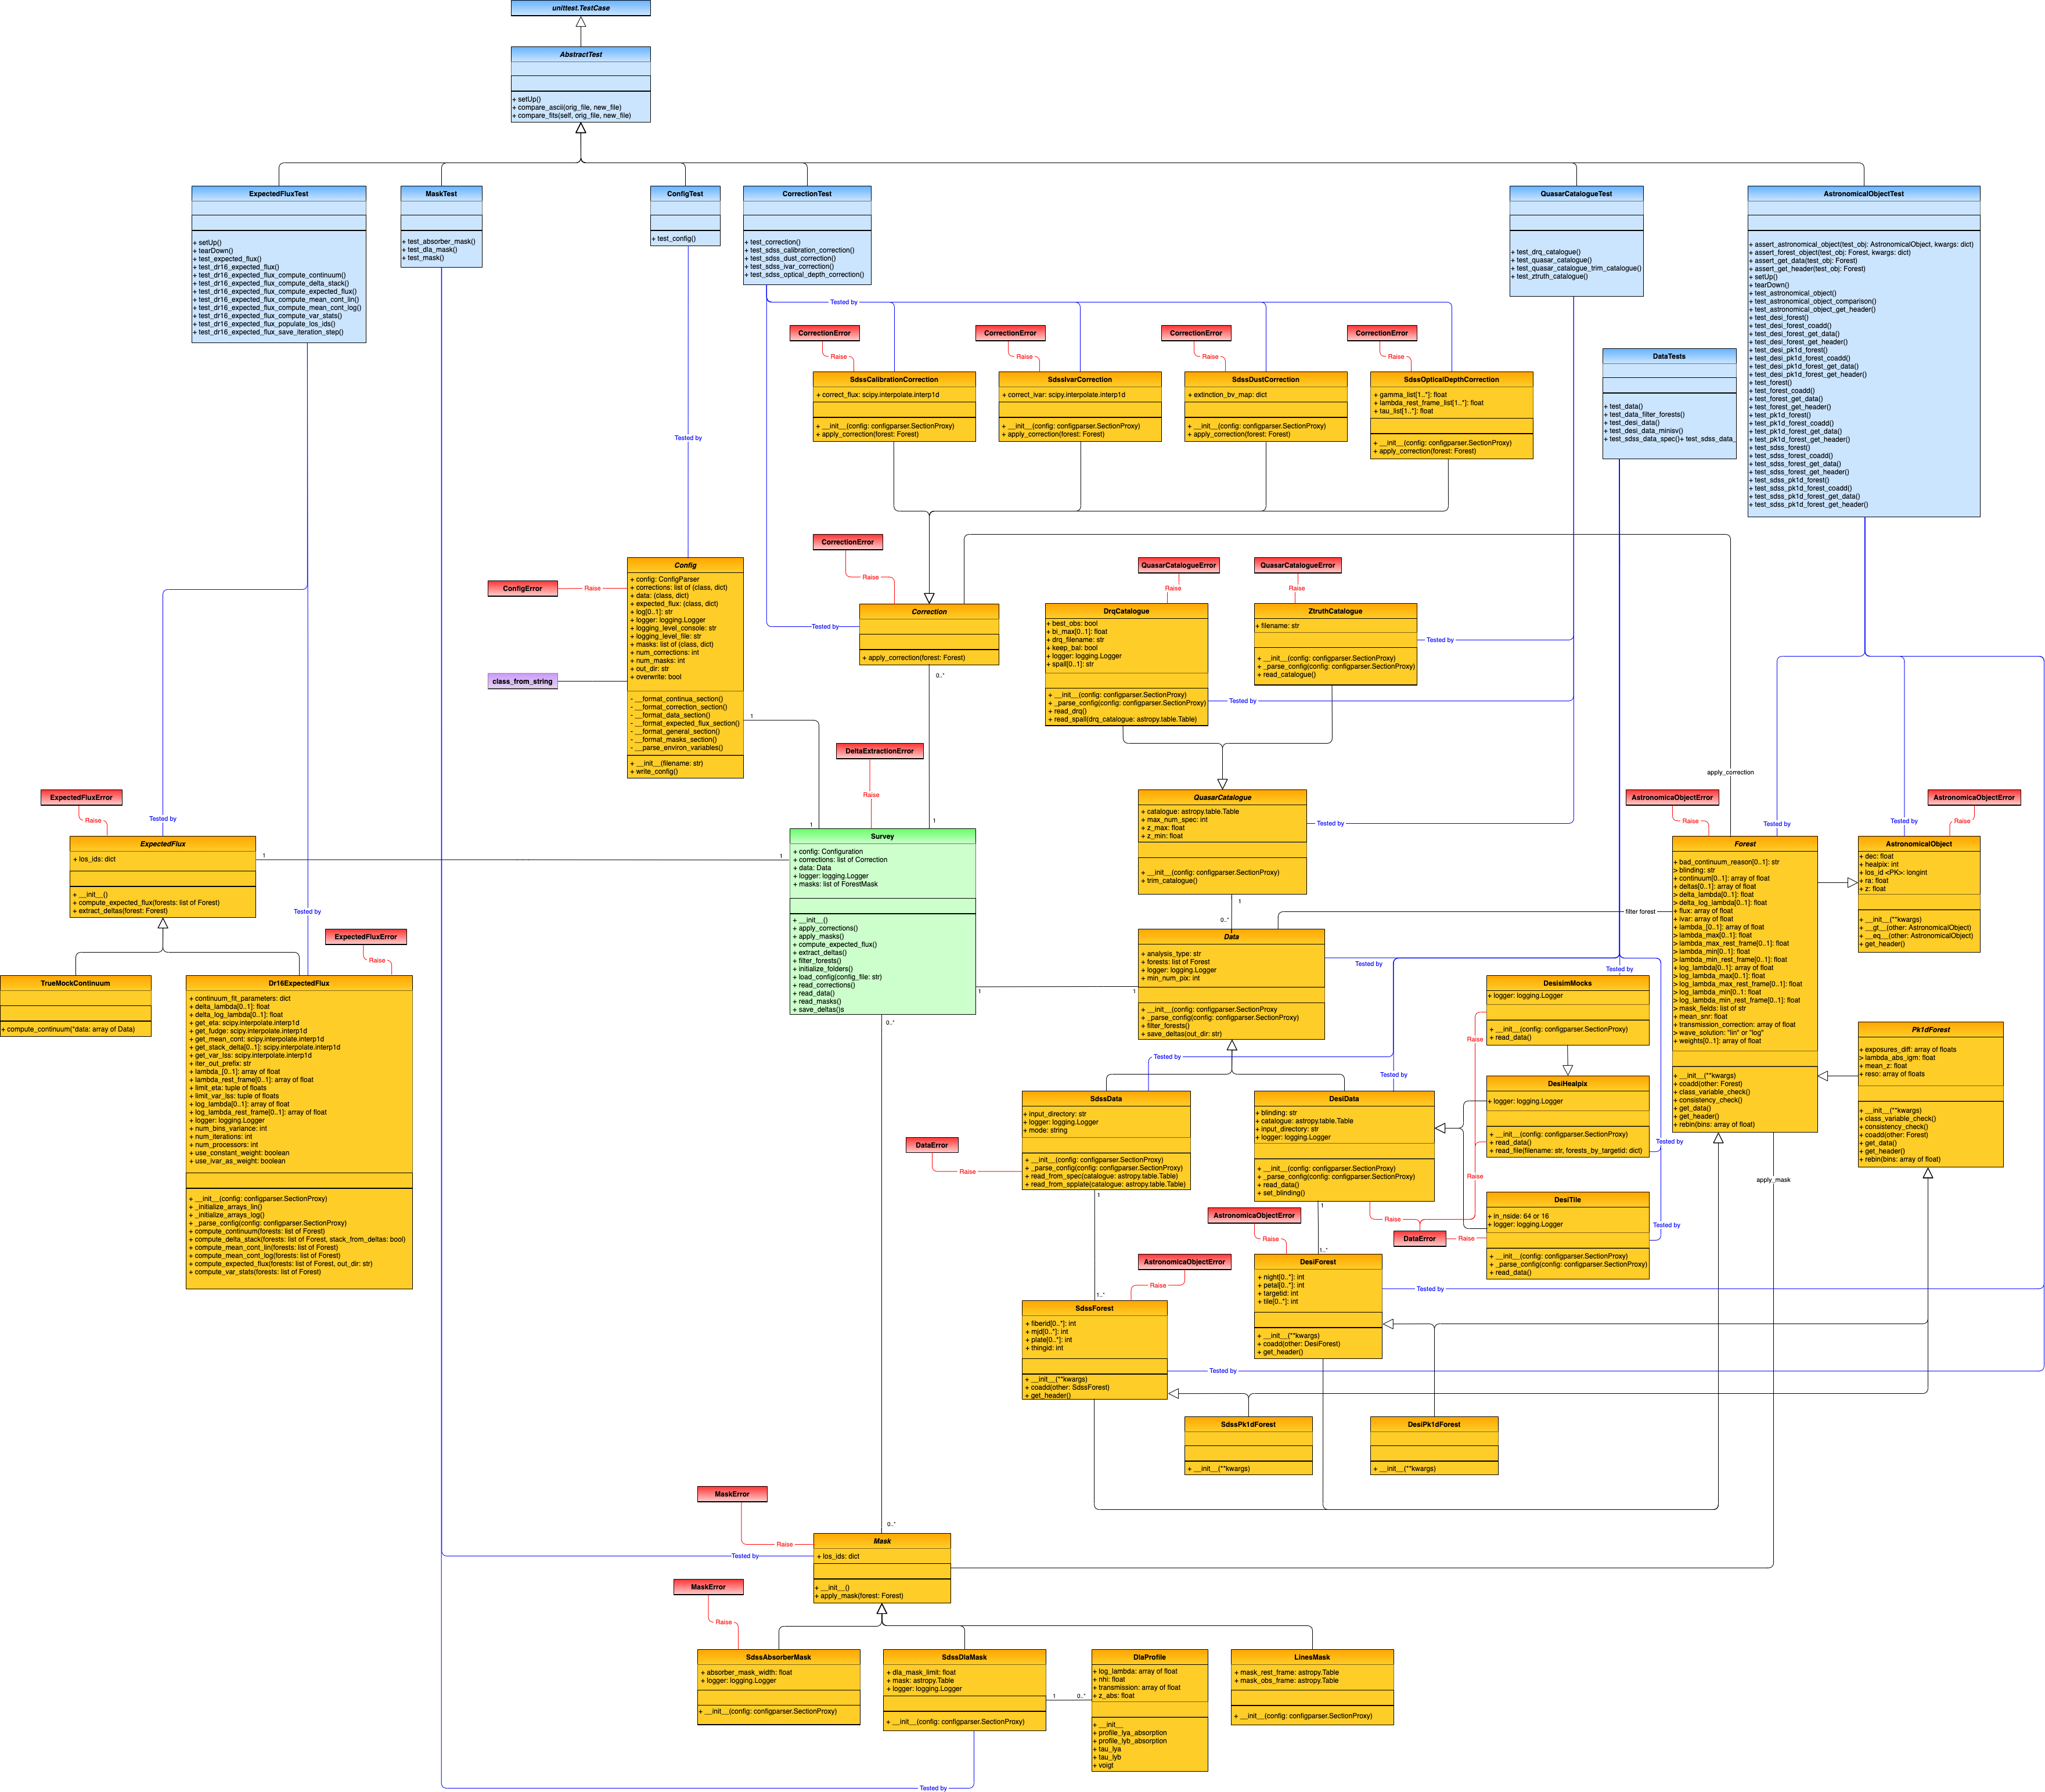 unittest.TestCase
AbstractTest
+ setUp()
+ compare_ascii(orig_file, new_file)
+ compare_fits(self, orig_file, new_file)
ExpectedFluxTest
+ setUp()
+ tearDown()
+ test_expected_flux()
+ test_dr16_expected_flux()
+ test_dr16_expected_flux_compute_continuum()
+ test_dr16_expected_flux_compute_delta_stack()
+ test_dr16_expected_flux_compute_expected_flux()
+ test_dr16_expected_flux_compute_mean_cont_lin()
+ test_dr16_expected_flux_compute_mean_cont_log()
+ test_dr16_expected_flux_compute_var_stats()
+ test_dr16_expected_flux_populate_los_ids()
+ test_dr16_expected_flux_save_iteration_step()
MaskTest
+ test_absorber_mask()
+ test_dla_mask()
+ test_mask()
ConfigTest
+ test_config()
CorrectionTest
+ test_correction()
+ test_sdss_calibration_correction()
+ test_sdss_dust_correction()
+ test_sdss_ivar_correction()
+ test_sdss_optical_depth_correction()
QuasarCatalogueTest
+ test_drq_catalogue()
+ test_quasar_catalogue()
+ test_quasar_catalogue_trim_catalogue()
+ test_ztruth_catalogue()
AstronomicalObjectTest
+ assert_astronomical_object(test_obj: AstronomicalObject, kwargs: dict)
+ assert_forest_object(test_obj: Forest, kwargs: dict)
+ assert_get_data(test_obj: Forest)
+ assert_get_header(test_obj: Forest)
+ setUp()
+ tearDown()
+ test_astronomical_object()
+ test_astronomical_object_comparison()
+ test_astronomical_object_get_header()
+ test_desi_forest()
+ test_desi_forest_coadd()
+ test_desi_forest_get_data()
+ test_desi_forest_get_header()
+ test_desi_pk1d_forest()
+ test_desi_pk1d_forest_coadd()
+ test_desi_pk1d_forest_get_data()
+ test_desi_pk1d_forest_get_header()
+ test_forest()
+ test_forest_coadd()
+ test_forest_get_data()
+ test_forest_get_header()
+ test_pk1d_forest()
+ test_pk1d_forest_coadd()
+ test_pk1d_forest_get_data()
+ test_pk1d_forest_get_header()
+ test_sdss_forest()
+ test_sdss_forest_coadd()
+ test_sdss_forest_get_data()
+ test_sdss_forest_get_header()
+ test_sdss_pk1d_forest()
+ test_sdss_pk1d_forest_coadd()
+ test_sdss_pk1d_forest_get_data()
+ test_sdss_pk1d_forest_get_header()
DataTests
+ test_data()
+ test_data_filter_forests()
+ test_desi_data()
+ test_desi_data_minisv()
+ test_sdss_data_spec()+ test_sdss_data_
Tested by
CorrectionError
Raise
CorrectionError
Raise
CorrectionError
Raise
CorrectionError
Raise
SdssCalibrationCorrection
+ correct_flux: scipy.interpolate.interp1d
+ __init__(config: configparser.SectionProxy)
+ apply_correction(forest: Forest)
SdssIvarCorrection
+ correct_ivar: scipy.interpolate.interp1d
+ __init__(config: configparser.SectionProxy)
+ apply_correction(forest: Forest)
SdssDustCorrection
+ extinction_bv_map: dict
+ __init__(config: configparser.SectionProxy)
+ apply_correction(forest: Forest)
SdssOpticalDepthCorrection
+ gamma_list[1..*]: float
+ lambda_rest_frame_list[1..*]: float
+ tau_list[1..*]: float
+ __init__(config: configparser.SectionProxy)
+ apply_correction(forest: Forest)
Tested by
CorrectionError
Raise
Correction
+ apply_correction(forest: Forest)
Tested by
0..*
1
ConfigError
Raise
class_from_string
Config
+ config: ConfigParser
+ corrections: list of (class, dict)
+ data: (class, dict)
+ expected_flux: (class, dict)
+ log[0..1]: str
+ logger: logging.Logger
+ logging_level_console: str
+ logging_level_file: str
+ masks: list of (class, dict)
+ num_corrections: int
+ num_masks: int
+ out_dir: str
+ overwrite: bool
- __format_continua_section()
- __format_correction_section()
- __format_data_section()
- __format_expected_flux_section()
- __format_general_section()
- __format_masks_section()
- __parse_environ_variables()
+ __init__(filename: str)
+ write_config()
1
1
QuasarCatalogueError
Raise
QuasarCatalogueError
Raise
DrqCatalogue
+ best_obs: bool
+ bi_max[0..1]: float
+ drq_filename: str
+ keep_bal: bool
+ logger: logging.Logger
+ spall[0..1]: str
+ __init__(config: configparser.SectionProxy)
+ _parse_config(config: configparser.SectionProxy)
+ read_drq()
+ read_spall(drq_catalogue: astropy.table.Table)
ZtruthCatalogue
+ filename: str
+ __init__(config: configparser.SectionProxy)
+ _parse_config(config: configparser.SectionProxy)
+ read_catalogue()
Tested by
Tested by
DeltaExtractionError
Raise
QuasarCatalogue
+ catalogue: astropy.table.Table
+ max_num_spec: int
+ z_max: float
+ z_min: float
+ __init__(config: configparser.SectionProxy)
+ trim_catalogue()
Tested by
1
0..*
apply_correction
ExpectedFluxError
Raise
Tested by
ExpectedFlux
+ los_ids: dict
+ __init__()
+ compute_expected_flux(forests: list of Forest)
+ extract_deltas(forest: Forest)
1
1
Survey
+ config: Configuration
+ corrections: list of Correction
+ data: Data
+ logger: logging.Logger
+ masks: list of ForestMask
+ __init__()
+ apply_corrections()
+ apply_masks()
+ compute_expected_flux()
+ extract_deltas()
+ filter_forests()
+ initialize_folders()
+ load_config(config_file: str)
+ read_corrections()
+ read_data()
+ read_masks()
+ save_deltas()s
0..*
1
1
Tested by
ExpectedFluxError
Raise
TrueMockContinuum
+ compute_continuum(*data: array of Data)
Dr16ExpectedFlux
+ continuum_fit_parameters: dict
+ delta_lambda[0..1]: float
+ delta_log_lambda[0..1]: float
+ get_eta: scipy.interpolate.interp1d
+ get_fudge: scipy.interpolate.interp1d
+ get_mean_cont: scipy.interpolate.interp1d
+ get_stack_delta[0..1]: scipy.interpolate.interp1d
+ get_var_lss: scipy.interpolate.interp1d
+ iter_out_prefix: str
+ lambda_[0..1]: array of float
+ lambda_rest_frame[0..1]: array of float
+ limit_eta: tuple of floats
+ limit_var_lss: tuple of floats
+ log_lambda[0..1]: array of float
+ log_lambda_rest_frame[0..1]: array of float
+ logger: logging.Logger
+ num_bins_variance: int
+ num_iterations: int
+ num_processors: int
+ use_constant_weight: boolean
+ use_ivar_as_weight: boolean
+ __init__(config: configparser.SectionProxy)
+ _initialize_arrays_lin()
+ _initialize_arrays_log()
+ _parse_config(config: configparser.SectionProxy)
+ compute_continuum(forests: list of Forest)
+ compute_delta_stack(forests: list of Forest, stack_from_deltas: bool)
+ compute_mean_cont_lin(forests: list of Forest)
+ compute_mean_cont_log(forests: list of Forest)
+ compute_expected_flux(forests: list of Forest, out_dir: str)
+ compute_var_stats(forests: list of Forest)
Data
+ analysis_type: str
+ forests: list of Forest
+ logger: logging.Logger
+ min_num_pix: int
+ __init__(config: configparser.SectionProxy
+ _parse_config(config: configparser.SectionProxy)
+ filter_forests()
+ save_deltas(out_dir: str)
filter forest
Tested by
Tested by
Tested by
Tested by
AstronomicaObjectError
Raise
Tested by
Forest
+ bad_continuum_reason[0..1]: str
> blinding: str
+ continuum[0..1]: array of float
+ deltas[0..1]: array of float
> delta_lambda[0..1]: float
> delta_log_lambda[0..1]: float
+ flux: array of float
+ ivar: array of float
+ lambda_[0..1]: array of float
> lambda_max[0..1]: float
> lambda_max_rest_frame[0..1]: float
> lambda_min[0..1]: float
> lambda_min_rest_frame[0..1]: float
+ log_lambda[0..1]: array of float
> log_lambda_max[0..1]: float
> log_lambda_max_rest_frame[0..1]: float
> log_lambda_min[0..1: float
> log_lambda_min_rest_frame[0..1]: float
> mask_fields: list of str
+ mean_snr: float
+ transmission_correction: array of float
> wave_solution: "lin" or "log"
+ weights[0..1]: array of float
+ __init__(**kwargs)
+ coadd(other: Forest)
+ class_variable_check()
+ consistency_check()
+ get_data()
+ get_header()
+ rebin(bins: array of float)
AstronomicaObjectError
Raise
Tested by
AstronomicalObject
+ dec: float
+ healpix: int
+ los_id <PK>: longint
+ ra: float
+ z: float
+ __init__(**kwargs)
+ __gt__(other: AstronomicalObject)
+ __eq__(other: AstronomicalObject)
+ get_header()
Pk1dForest
+ exposures_diff: array of floats
> lambda_abs_igm: float
+ mean_z: float
+ reso: array of floats
+ __init__(**kwargs)
+ class_variable_check()
+ consistency_check()
+ coadd(other: Forest)
+ get_data()
+ get_header()
+ rebin(bins: array of float)
DesisimMocks
+ logger: logging.Logger
+ __init__(config: configparser.SectionProxy)
+ read_data()
Raise
DesiHealpix
+ logger: logging.Logger
+ __init__(config: configparser.SectionProxy)
+ read_data()
+ read_file(filename: str, forests_by_targetid: dict)
Tested by
Raise
DesiTile
+ in_nside: 64 or 16
+ logger: logging.Logger
+ __init__(config: configparser.SectionProxy)
+ _parse_config(config: configparser.SectionProxy)
+ read_data()
Tested by
SdssData
+ input_directory: str
+ logger: logging.Logger
+ mode: string
+ __init__(config: configparser.SectionProxy)
+ _parse_config(config: configparser.SectionProxy)
+ read_from_spec(catalogue: astropy.table.Table)
+ read_from_spplate(catalogue: astropy.table.Table)
DataError
Raise
1
1..*
DesiData
+ blinding: str
+ catalogue: astropy.table.Table
+ input_directory: str
+ logger: logging.Logger
+ __init__(config: configparser.SectionProxy)
+ _parse_config(config: configparser.SectionProxy)
+ read_data()
+ set_blinding()
1
1..*
Raise
DataError
Raise
AstronomicaObjectError
Raise
AstronomicaObjectError
Raise
DesiForest
+ night[0..*]: int
+ petal[0..*]: int
+ targetid: int
+ tile[0..*]: int
+ __init__(**kwargs)
+ coadd(other: DesiForest)
+ get_header()
Tested by
SdssForest
+ fiberid[0..*]: int
+ mjd[0..*]: int
+ plate[0..*]: int
+ thingid: int
+ __init__(**kwargs)
+ coadd(other: SdssForest)
+ get_header()
Tested by
SdssPk1dForest
+ __init__(**kwargs)
DesiPk1dForest
+ __init__(**kwargs)
apply_mask
MaskError
Raise
0..*
Tested by
Mask
+ los_ids: dict
+ __init__()
+ apply_mask(forest: Forest)
MaskError
Raise
SdssAbsorberMask
+ absorber_mask_width: float
+ logger: logging.Logger
+ __init__(config: configparser.SectionProxy)
SdssDlaMask
+ dla_mask_limit: float
+ mask: astropy.Table
+ logger: logging.Logger
+ __init__(config: configparser.SectionProxy)
1
0..*
DlaProfile
+ log_lambda: array of float
+ nhi: float
+ transmission: array of float
+ z_abs: float
+ __init__
+ profile_lya_absorption
+ profile_lyb_absorption
+ tau_lya
+ tau_lyb
+ voigt
LinesMask
+ mask_rest_frame: astropy.Table
+ mask_obs_frame: astropy.Table
+ __init__(config: configparser.SectionProxy)
Tested by